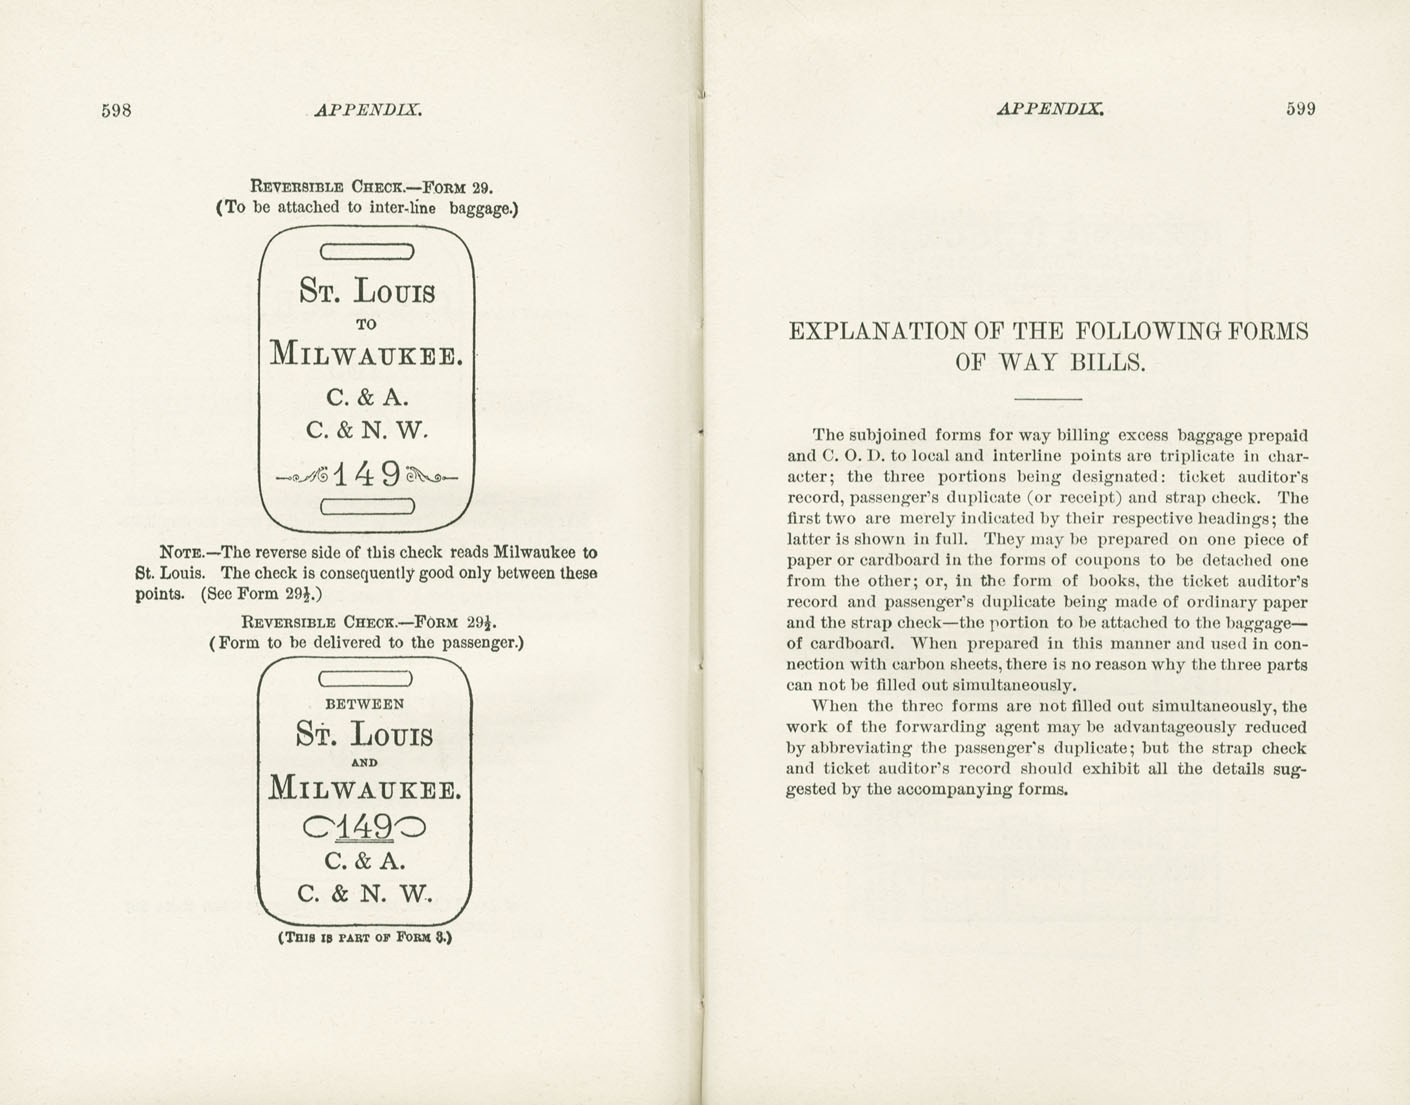 598
APPENDIX.
REVERSIBLE CHECK.—FORM 29.
(To be attached to inter-line baggage.)
ST. LOUIS
TO
MILWAUKEE.
C. & A.
C. & N. W.
149
NOTE.—The reverse side of this check reads Milwaukee to
St. Louis. The check is consequently good only between these
points. (See Form 29½.)
REVERSIBLE CHECK.—FORM 29½.
(Form to be delivered to the passenger.)
BETWEEN
ST. LOUIS
AND
MILWAUKEE.
149
C. & A.
C. & N. W.
(THIS IS PART OF FORM 3.)
APPENDIX.
599
EXPLANATION OF THE FOLLOWING FORMS
OF WAY BILLS.
The subjoined forms for way billing excess baggage prepaid
and C. O. D. to local and interline points are triplicate in char-
acter; the three portions being designated: ticket auditor's
record, passenger's duplicate (or receipt) and strap check. The
first two are merely indicated by their respective headings; the
latter is shown in full. They may be prepared on one piece of
paper or cardboard in the forms of coupons to be detached one
from the other; or, in the form of books, the ticket auditor's
record and passenger's duplicate being made of ordinary paper
and the strap check—the portion to be attached to the baggage—
of cardboard. When prepared in this manner and used in con-
nection with carbon sheets, there is no reason why the three parts
can not be filled out simultaneously.
When the three forms are not filled out simultaneously, the
work of the forwarding agent may be advantageously reduced
by abbreviating the passenger's duplicate; but the strap check
and ticket auditor's record should exhibit all the details sug-
gested by the accompanying forms.